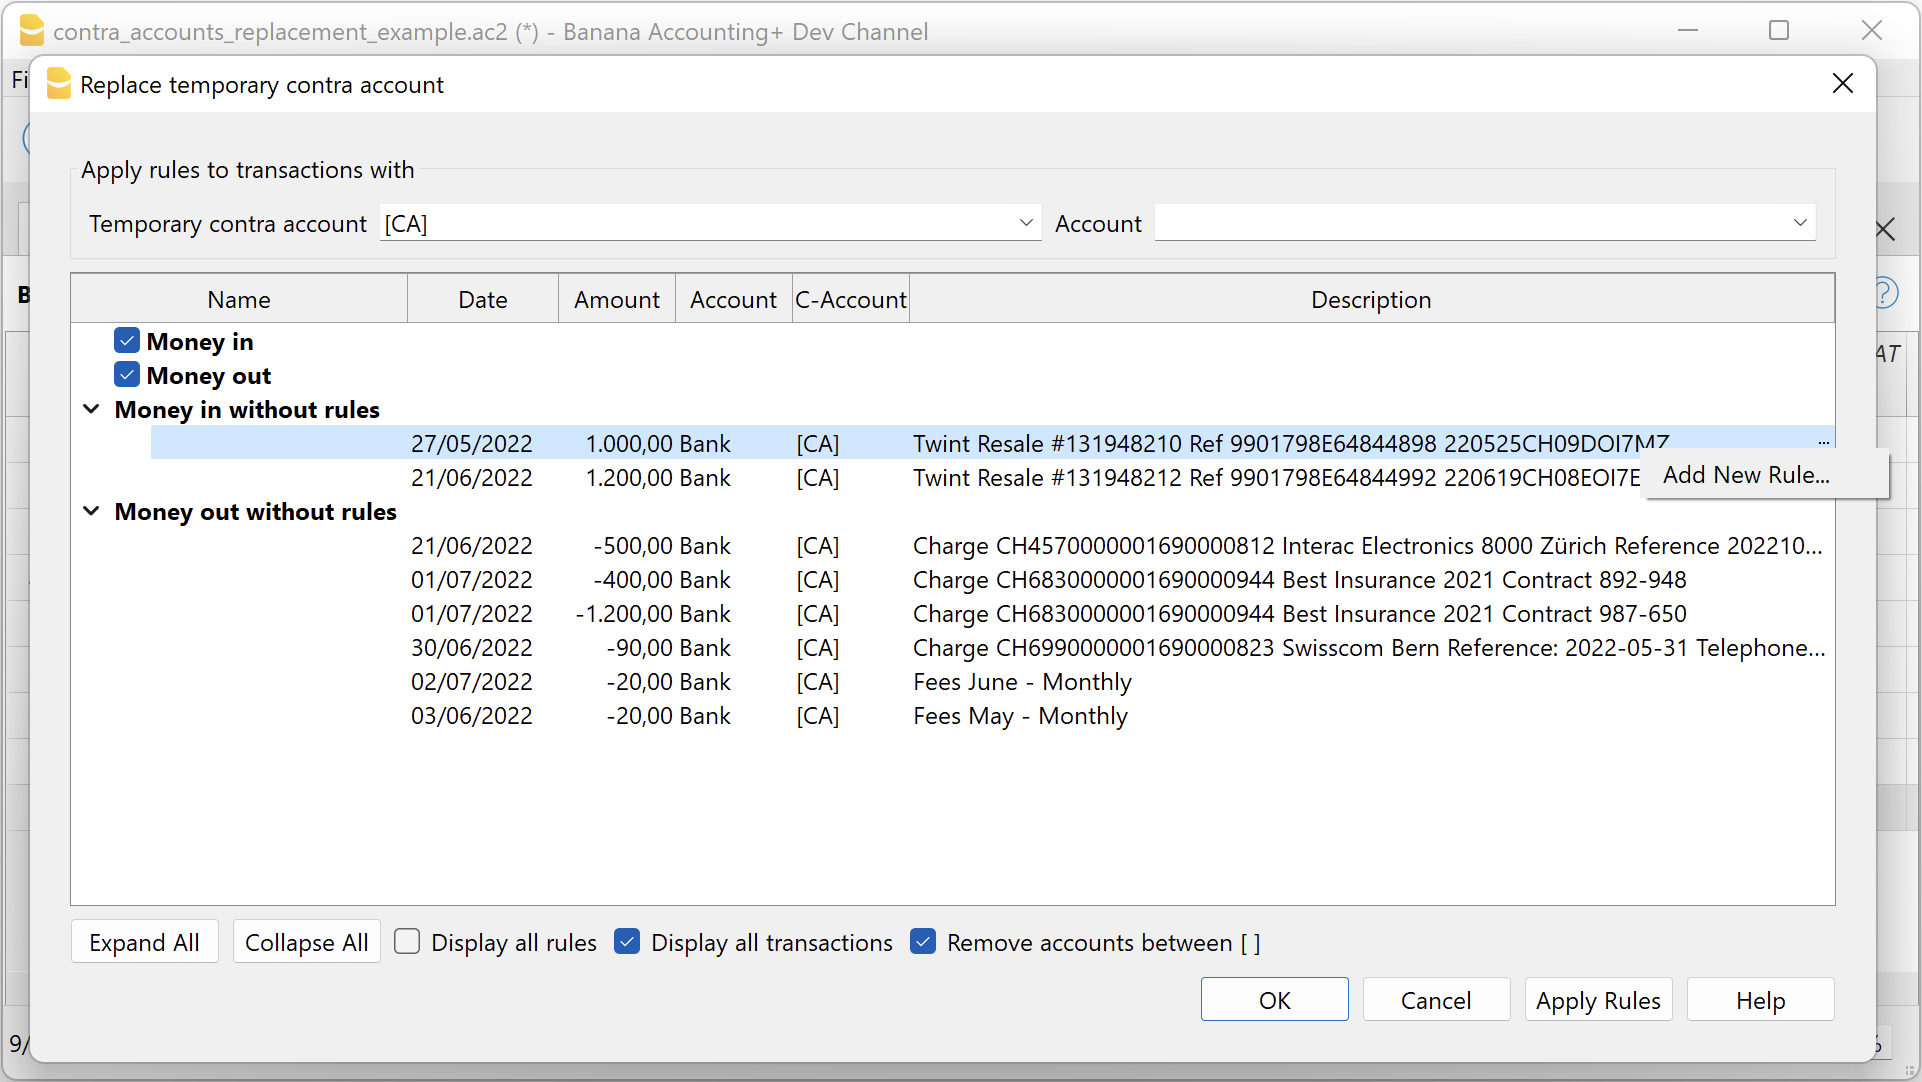 contra_accounts_replacement_example.ac2 (*) - Banana Accounting+ Dev Channel
Fi
Replace temporary contra account
Apply rules to transactions with
Temporary contra account [CA] Account
B
Name Date Amount Account C-Account Description
Money in
AT
Money out
Money in without rules
27/05/2022 1.000,00 Bank [CA] Twint Resale #131948210 Ref 9901798E64844898 220525CH09DOI7MZ ...
21/06/2022 1.200,00 Bank [CA] Twint Resale #131948212 Ref 9901798E64844992 220619CH08EOI7E
Add New Rule...
Money out without rules
21/06/2022 -500,00 Bank [CA] Charge CH4570000001690000812 Interac Electronics 8000 Zürich Reference 202210...
01/07/2022 -400,00 Bank [CA] Charge CH6830000001690000944 Best Insurance 2021 Contract 892-948
01/07/2022 -1.200,00 Bank [CA] Charge CH6830000001690000944 Best Insurance 2021 Contract 987-650
30/06/2022 -90,00 Bank [CA] Charge CH6990000001690000823 Swisscom Bern Reference: 2022-05-31 Telephone...
02/07/2022 -20,00 Bank [CA] Fees June - Monthly
03/06/2022 -20,00 Bank [CA] Fees May - Monthly
Expand All Collapse All Display all rules Display all transactions Remove accounts between [ ]
OK Cancel Apply Rules Help
9/